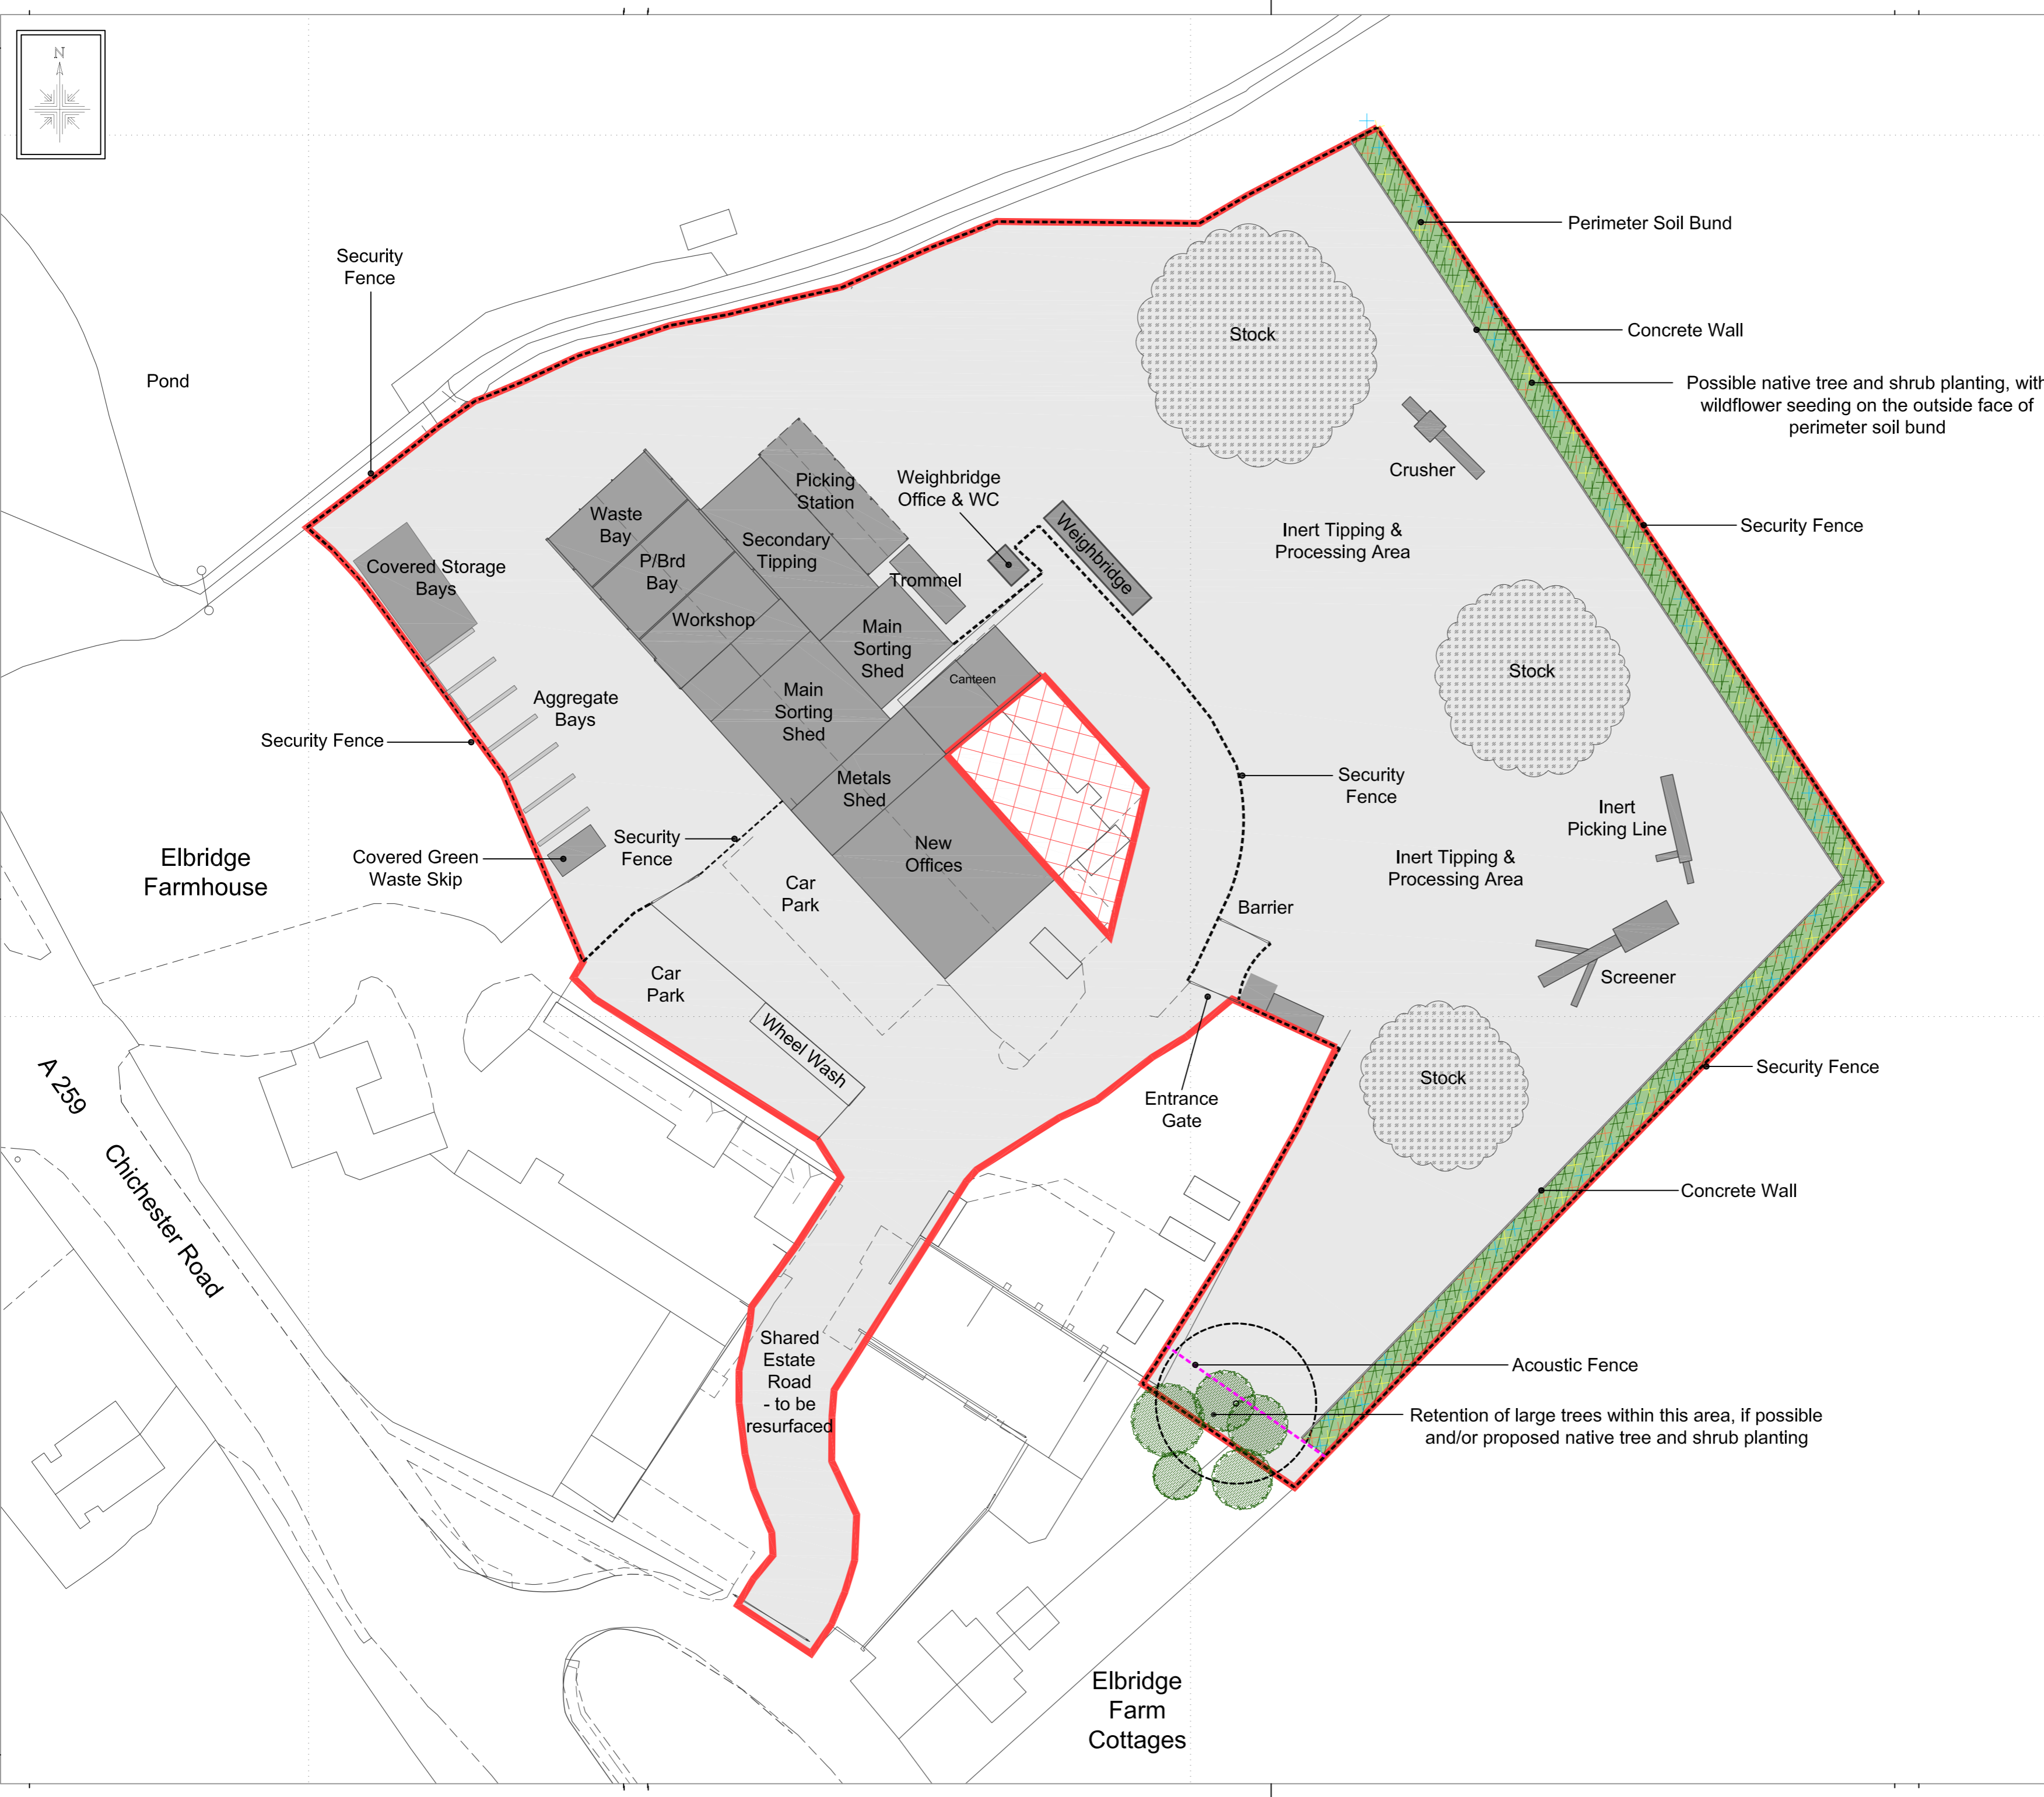 N
Perimeter Soil Bund
Security
Fence
Concrete Wall
Stock
Pond
Possible native tree and shrub planting, with
wildflower seeding on the outside face of
perimeter soil bund
Crusher
Picking
Station
Weighbridge
Office & WC
Waste
Bay
Weighbridge
Inert Tipping &
Processing Area
Security Fence
Secondary
Tipping
P/Brd
Bay
Covered Storage
Bays
Trommel
Workshop
Main
Sorting
Shed
Stock
Canteen
Aggregate
Bays
Main
Sorting
Shed
Security Fence
Metals
Shed
Security
Fence
Inert
Picking Line
Security
Fence
New
Offices
Elbridge
Farmhouse
Covered Green
Waste Skip
Inert Tipping &
Processing Area
Car
Park
Barrier
Car
Park
Screener
Wheel Wash
Stock
Security Fence
A 259
Chichester Road
Entrance
Gate
Concrete Wall
Shared
Estate
Road
- to be
resurfaced
Acoustic Fence
Retention of large trees within this area, if possible
and/or proposed native tree and shrub planting
Elbridge
Farm
Cottages